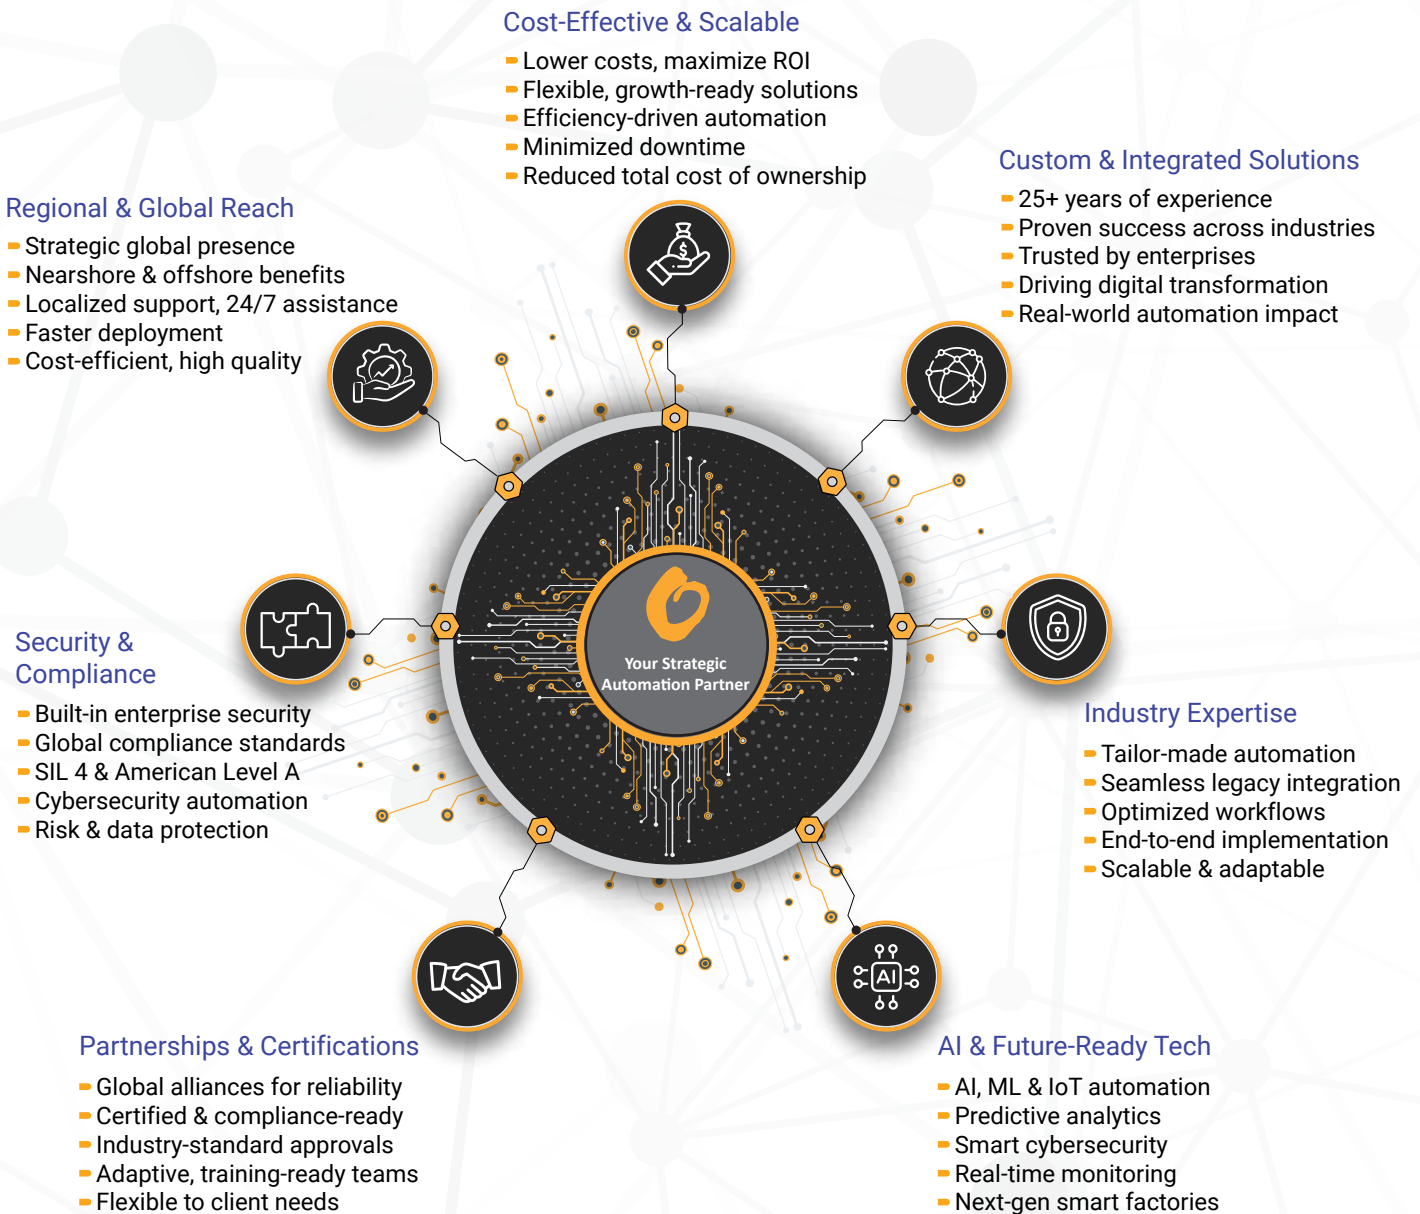 Cost-Effective & Scalable
Lower costs, maximize ROI
Flexible, growth-ready solutions
Efficiency-driven automation
Minimized downtime
Reduced total cost of ownership
Custom & Integrated Solutions
25+ years of experience
Proven success across industries
Trusted by enterprises
Driving digital transformation
Real-world automation impact
Regional & Global Reach
Strategic global presence
Nearshore & offshore benefits
Localized support, 24/7 assistance
Faster deployment
Cost-efficient, high quality
$
Your Strategic
Automation Partner
Security &
Compliance
Built-in enterprise security
Global compliance standards
SIL 4 & American Level A
Cybersecurity automation
Risk & data protection
Industry Expertise
Tailor-made automation
Seamless legacy integration
Optimized workflows
End-to-end implementation
Scalable & adaptable
AI
Partnerships & Certifications
Global alliances for reliability
Certified & compliance-ready
Industry-standard approvals
Adaptive, training-ready teams
Flexible to client needs
AI & Future-Ready Tech
AI, ML & IoT automation
Predictive analytics
Smart cybersecurity
Real-time monitoring
Next-gen smart factories